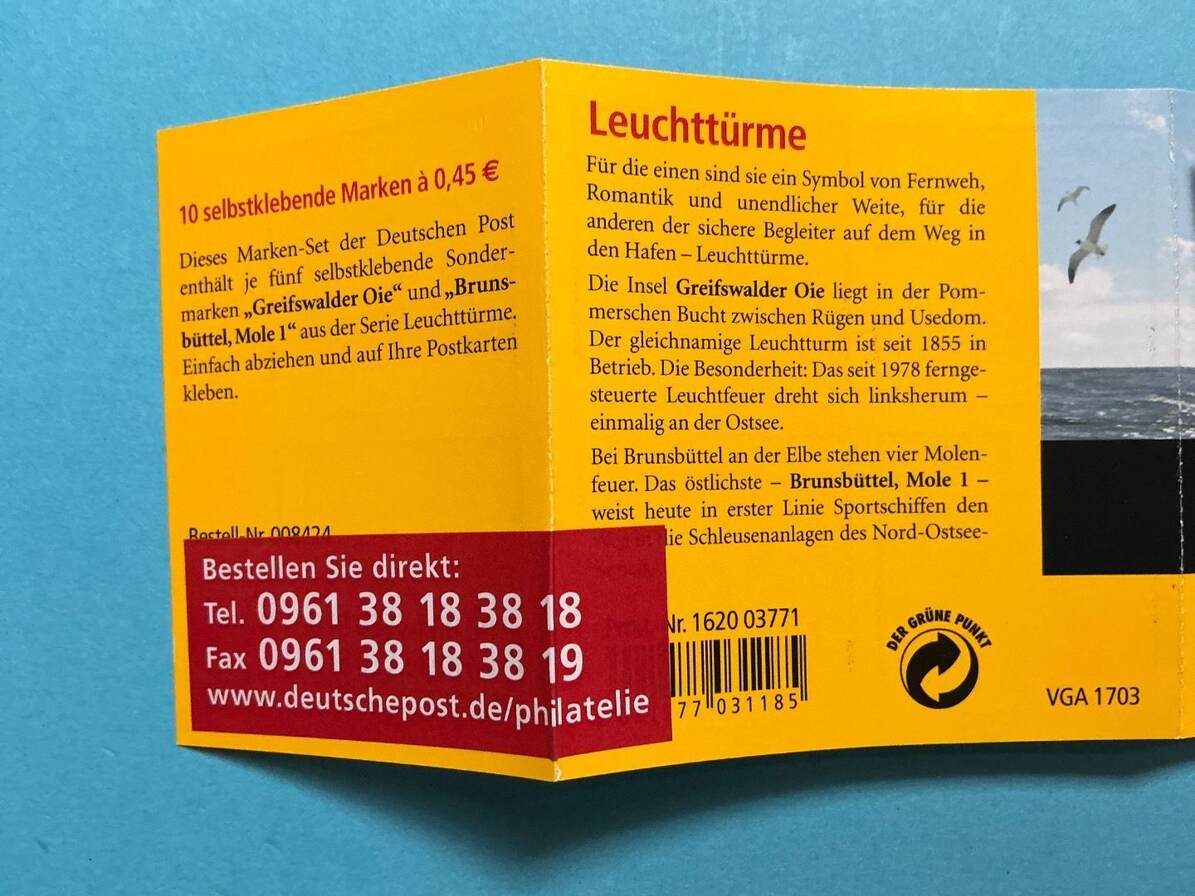 10 selbstklebende Marken à 0,45 €
Dieses Marken-Set der Deutschen Post
enthält je fünf selbstklebende Sonder-
marken „Greifswalder Oie“ und „Bruns-
büttel, Mole 1“ aus der Serie Leuchttürme.
Einfach abziehen und auf Ihre Postkarten
kleben.
Bestell-Nr. 008424
Bestellen Sie direkt:
Tel. 0961 38 18 38 18
Fax 0961 38 18 38 19
www.deutschepost.de/philatelie
Leuchttürme
Für die einen sind sie ein Symbol von Fernweh,
Romantik und unendlicher Weite, für die
anderen der sichere Begleiter auf dem Weg in
den Hafen – Leuchttürme.
Die Insel Greifswalder Oie liegt in der Pom-
merschen Bucht zwischen Rügen und Usedom.
Der gleichnamige Leuchtturm ist seit 1855 in
Betrieb. Die Besonderheit: Das seit 1978 fernge-
steuerte Leuchtfeuer dreht sich linksherum –
einmalig an der Ostsee.
Bei Brunsbüttel an der Elbe stehen vier Molen-
feuer. Das östlichste – Brunsbüttel, Mole 1 –
weist heute in erster Linie Sportschiffen den
die Schleusenanlagen des Nord-Ostsee-
Nr. 1620 03771
77 031185
DER GRÜNE PUNKT
VGA 1703